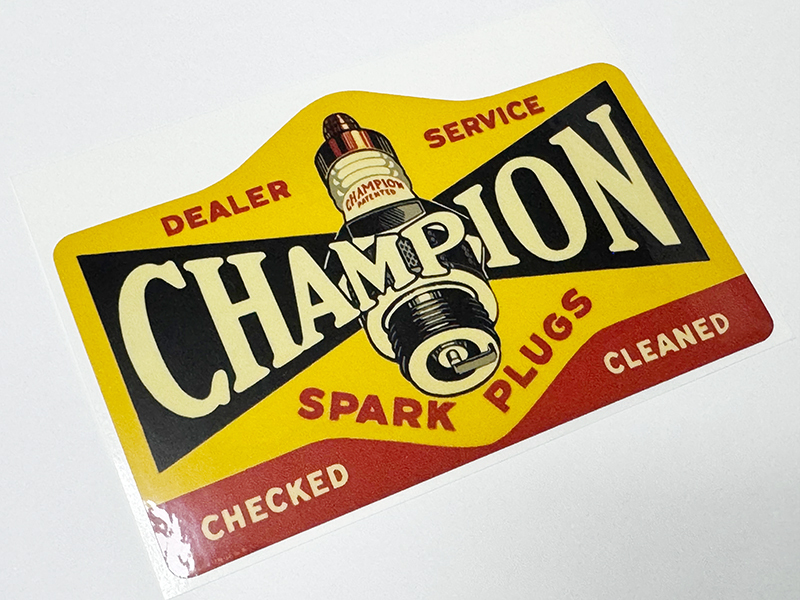 DEALER SERVICE
CHAMPION
PATENTED
CHAMPION
SPARK PLUGS
CHECKED CLEANED